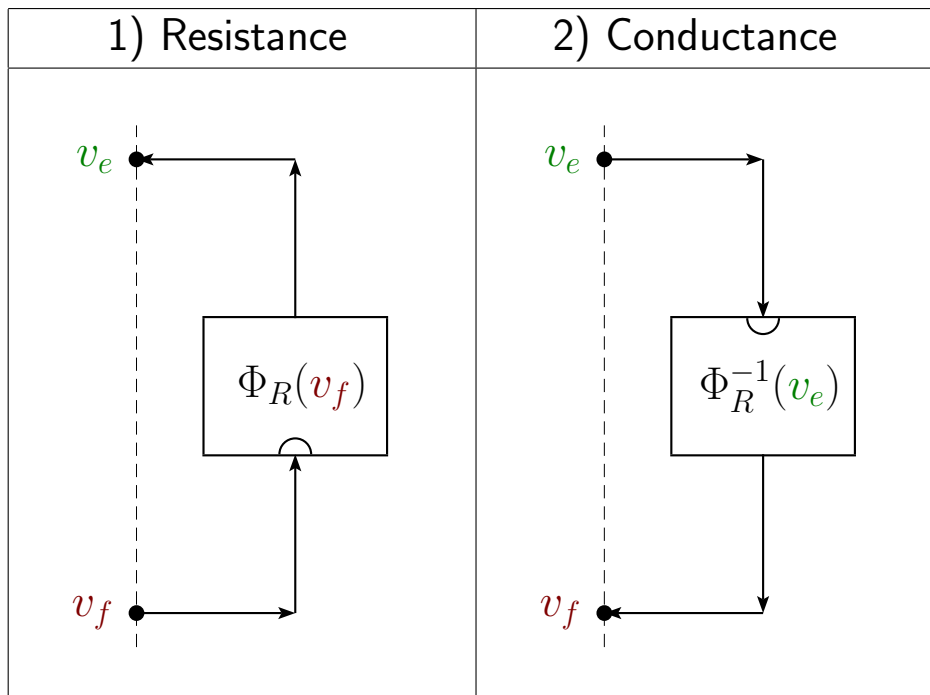 1) Resistance
2) Conductance
v_e
v_e
Φ_R(v_f)
Φ_R^{-1}(v_e)
v_f
v_f